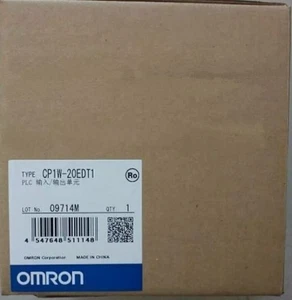 TYPE CP1W-20EDT1
PLC 输入/输出单元
Ro
LOT No. 09714M QTY 1
4 547648 511148
OMRON Corporation MADE IN CHINA
OMRON